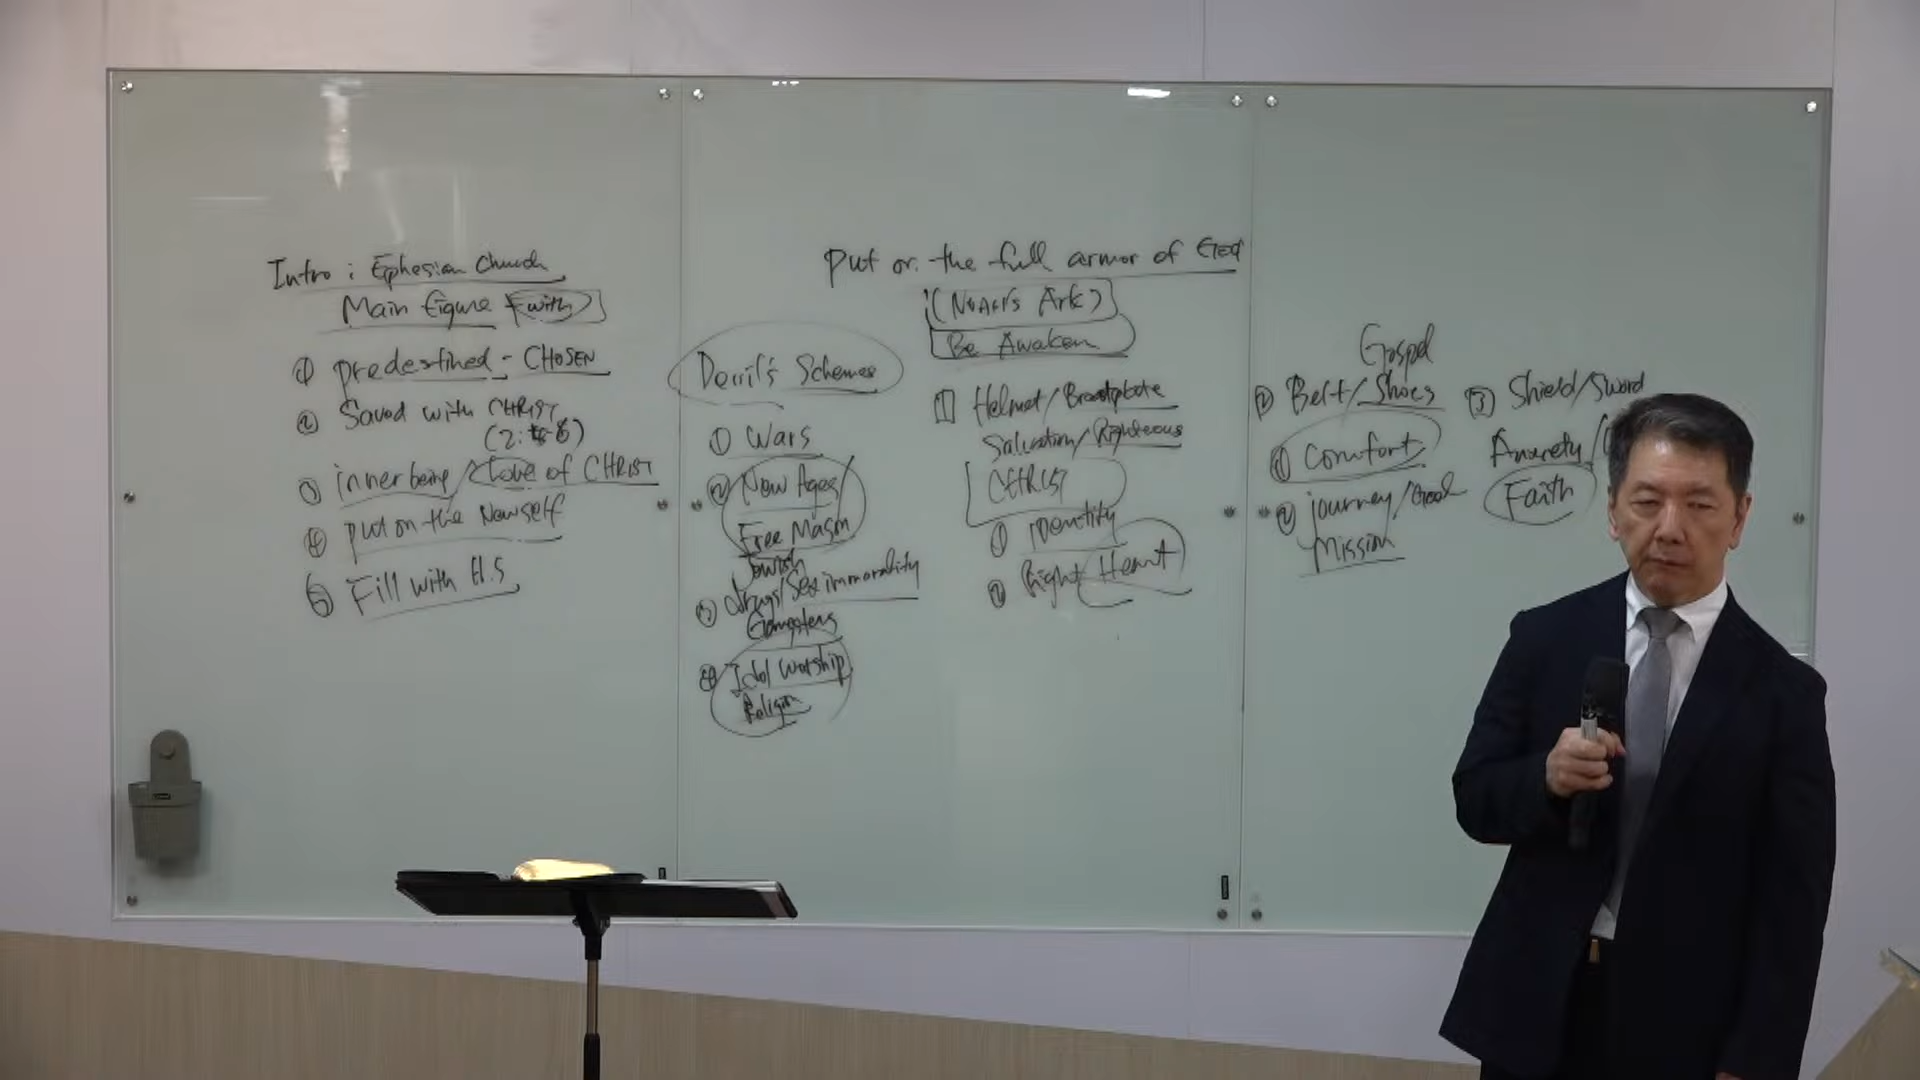 Intro : Ephesian Church
Main Figure (with)
① predestined - CHOSEN
② Saved with CHRIST
③ inner being / Love of CHRIST
④ put on the Newself
⑤ Fill with H.S
put on the full armor of God
(NOAH's Ark)
Be Awaken
Devil's Schemes
① Wars
② New Ages
Free Mason
Jewish
③ drugs/Sex immorality
Gangsters
④ Idol Worship
Religion
1 Helmet / Breastplate
Salvation / Righteous
CHRIST
① identity
② Right Heart
Gospel
② Belt / Shoes
① Comfort
② journey / Goal
Mission
③ Shield / Sword
Anxiety /
Faith